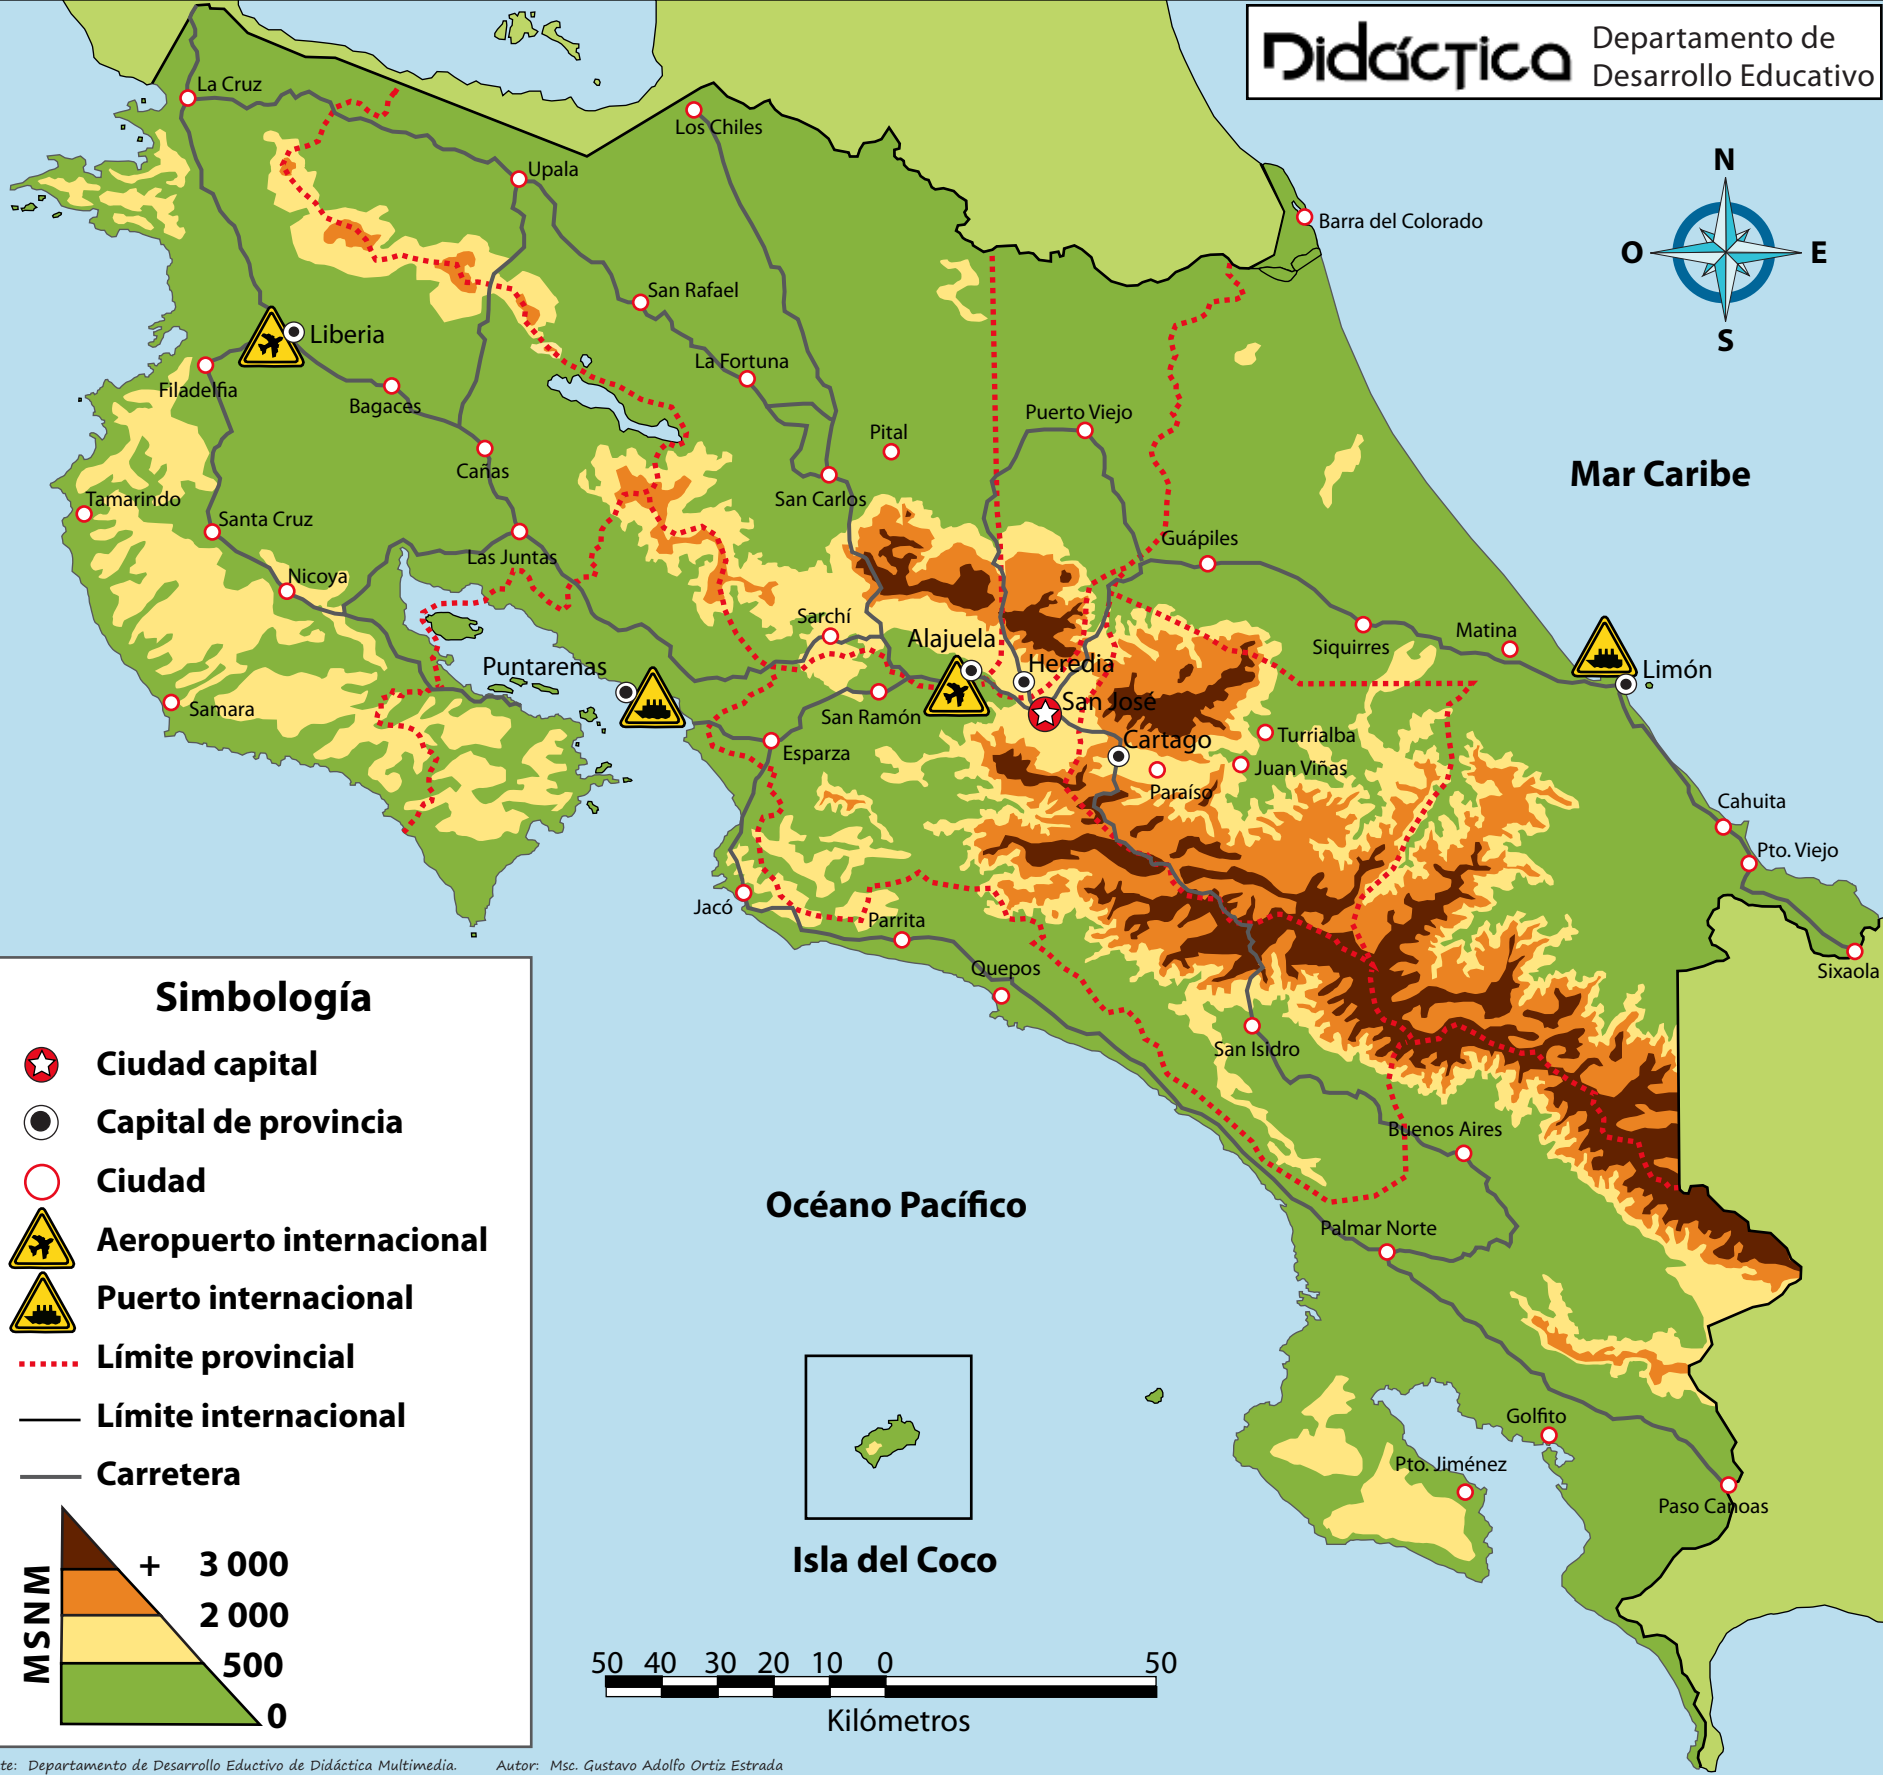 Didáctica
Departamento de
Desarrollo Educativo
N
O
E
S
La Cruz
Los Chiles
Upala
Barra del Colorado
San Rafael
Liberia
La Fortuna
Filadelfia
Bagaces
Puerto Viejo
Pital
Cañas
Mar Caribe
Tamarindo
San Carlos
Santa Cruz
Las Juntas
Guápiles
Nicoya
Sarchí
Alajuela
Siquirres
Matina
Puntarenas
Heredia
Limón
Samara
San José
San Ramón
Esparza
Cartago
Turrialba
Juan Viñas
Paraíso
Cahuita
Pto. Viejo
Jacó
Parrita
Quepos
Sixaola
San Isidro
Buenos Aires
Océano Pacífico
Palmar Norte
Golfito
Pto. Jiménez
Paso Canoas
Isla del Coco
Simbología
Ciudad capital
Capital de provincia
Ciudad
Aeropuerto internacional
Puerto internacional
Límite provincial
Límite internacional
Carretera
MSNM
+ 3 000
2 000
500
0
50 40 30 20 10 0 50
Kilómetros
te: Departamento de Desarrollo Eductivo de Didáctica Multimedia. Autor: Msc. Gustavo Adolfo Ortiz Estrada